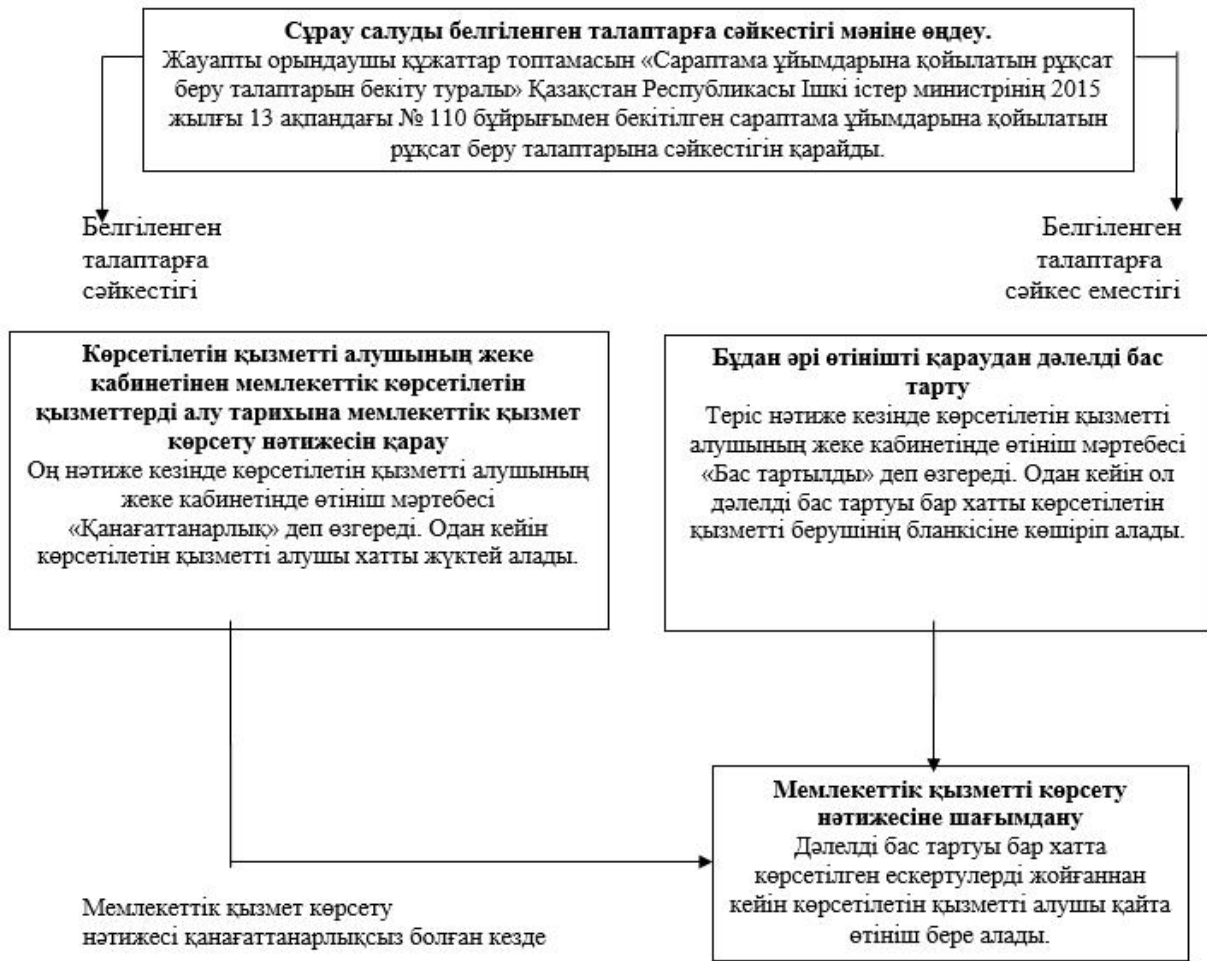 Сұрау салуды белгіленген талаптарға сәйкестігі мәніне өңдеу.
Жауапты орындаушы құжаттар топтамасын «Сараптама ұйымдарына қойылатын рұқсат
беру талаптарын бекіту туралы» Қазақстан Республикасы Ішкі істер министрінің 2015
жылғы 13 ақпандағы № 110 бұйрығымен бекітілген сараптама ұйымдарына қойылатын
рұқсат беру талаптарына сәйкестігін қарайды.
Белгіленген
талаптарға
сәйкестігі
Белгіленген
талаптарға
сәйкес еместігі
Көрсетілетін қызметті алушының жеке
кабинетінен мемлекеттік көрсетілетін
қызметтерді алу тарихына мемлекеттік қызмет
көрсету нәтижесін қарау
Оң нәтиже кезінде көрсетілетін қызметті алушының
жеке кабинетінде өтініш мәртебесі
«Қанағаттанарлық» деп өзгереді. Одан кейін
көрсетілетін қызметті алушы хатты жүктей алады.
Бұдан әрі өтінішті қараудан дәлелді бас
тарту
Теріс нәтиже кезінде көрсетілетін қызметті
алушының жеке кабинетінде өтініш мәртебесі
«Бас тартылды» деп өзгереді. Одан кейін ол
дәлелді бас тартуы бар хатты көрсетілетін
қызметті берушінің бланкісіне көшіріп алады.
Мемлекеттік қызметті көрсету
нәтижесіне шағымдану
Дәлелді бас тартуы бар хатта
көрсетілген ескертулерді жойғаннан
кейін көрсетілетін қызметті алушы қайта
өтініш бере алады.
Мемлекеттік қызмет көрсету
нәтижесі қанағаттанарлықсыз болған кезде